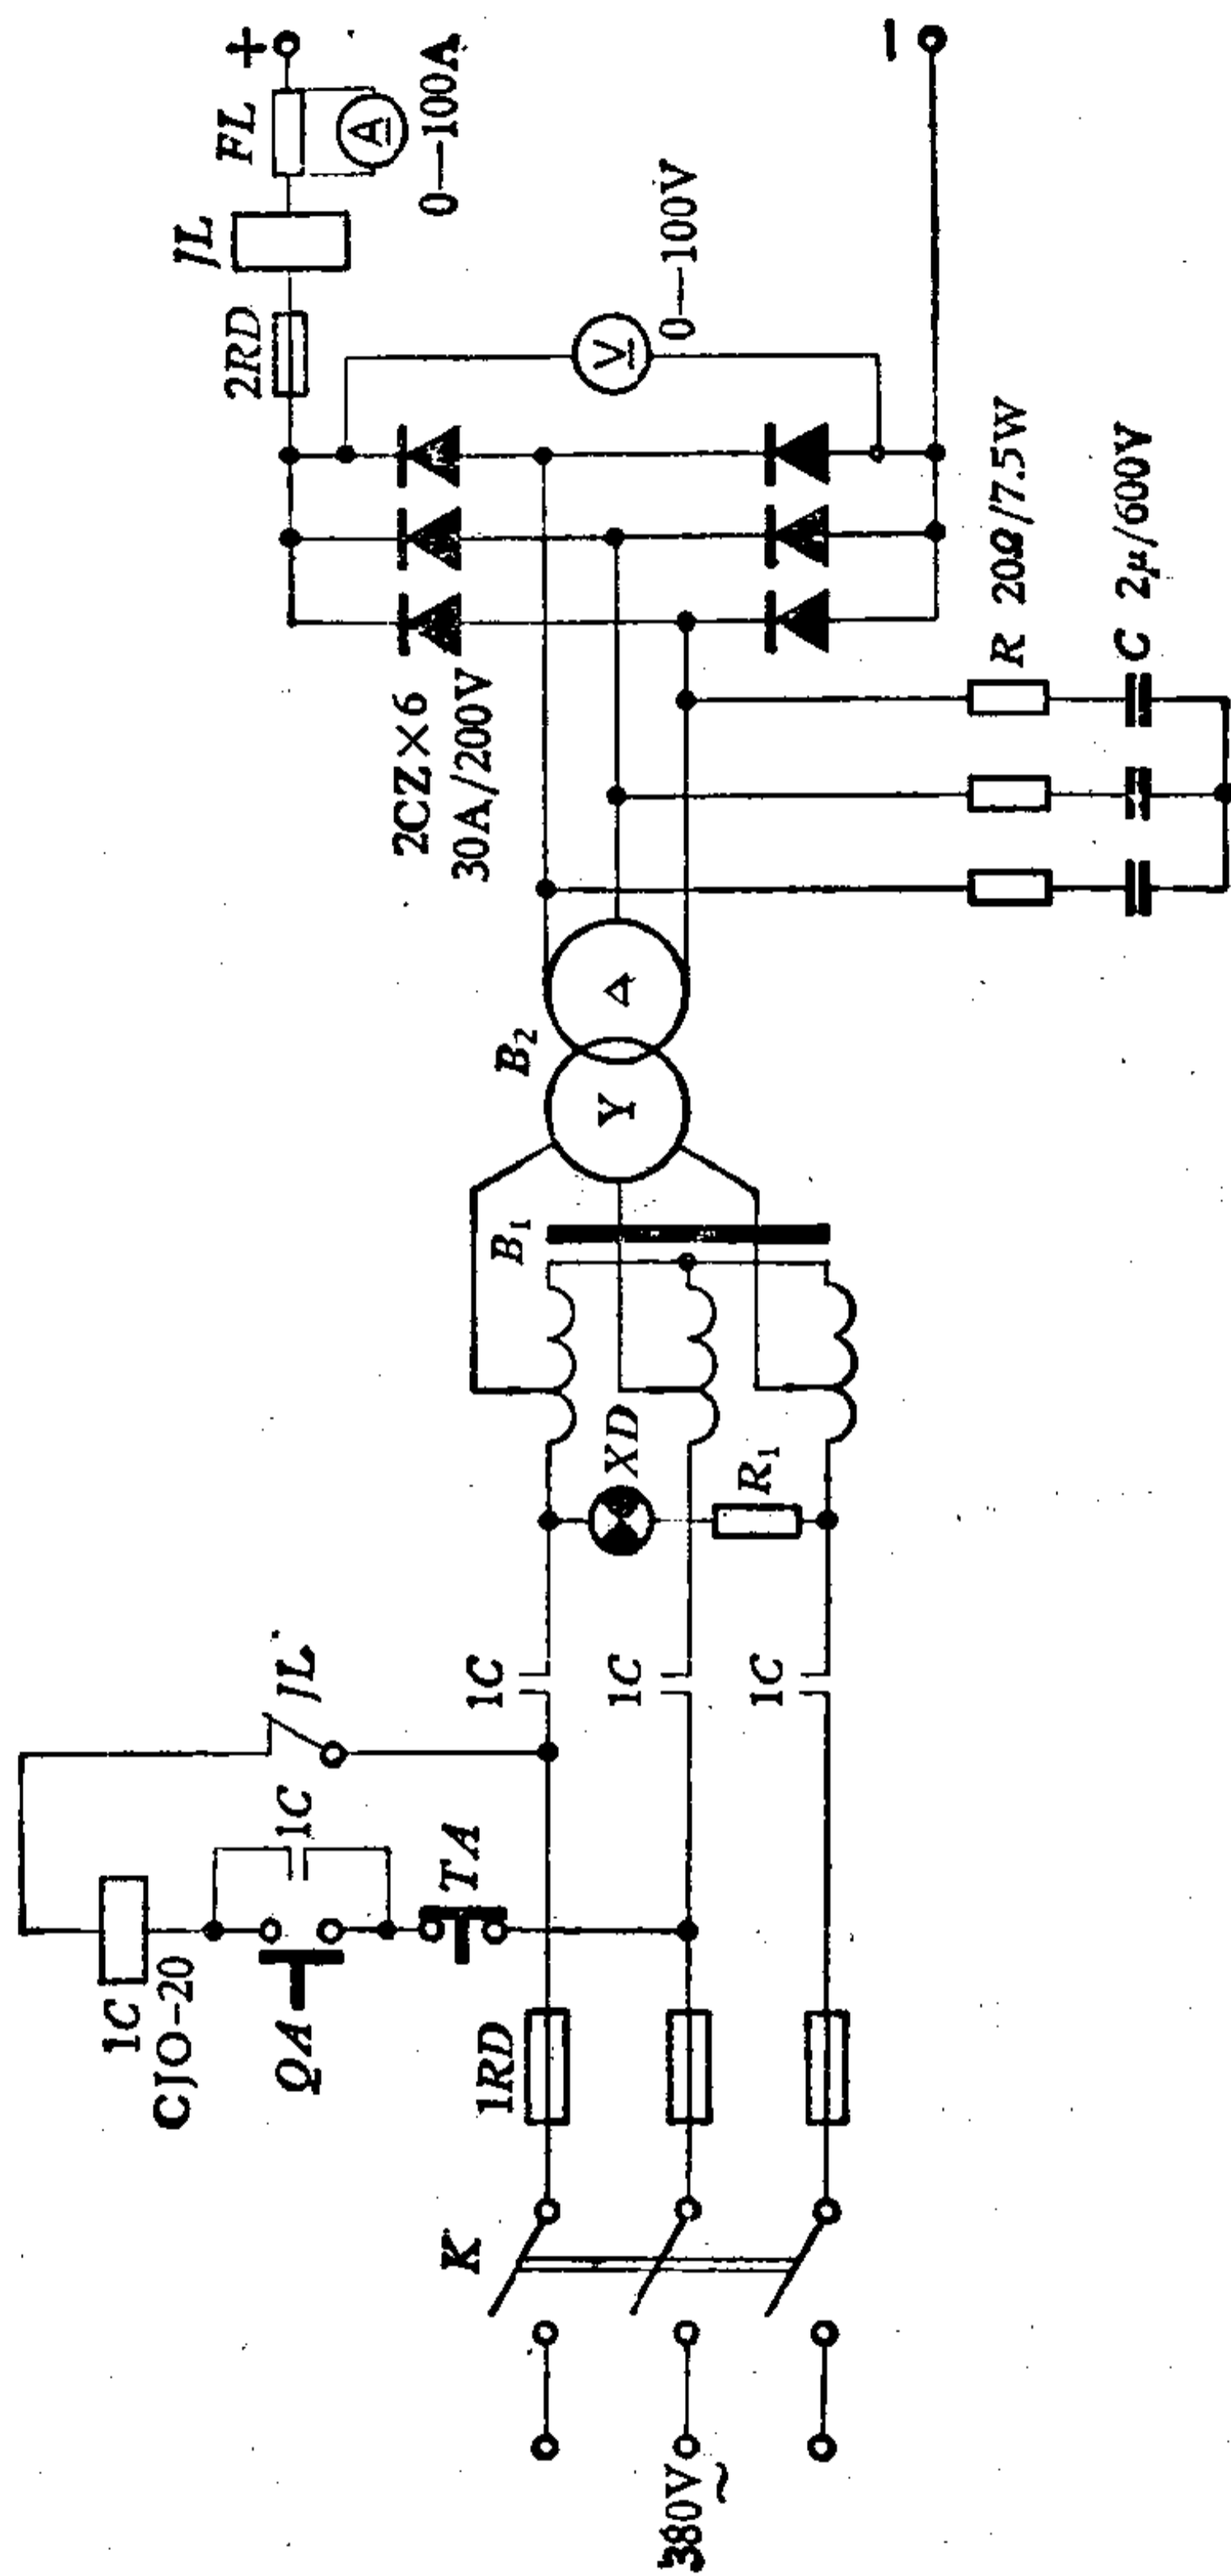 380V
~
K
1RD
1C
CJO-20
QA
1C
TA
JL
1C
1C
1C
XD
R₁
B₁
B₂
Y
Δ
2CZ×6
30A/200V
R 20Ω/7.5W
C 2μ/600V
V
0—100V
2RD
JL
FL
A
0—100A
+
−